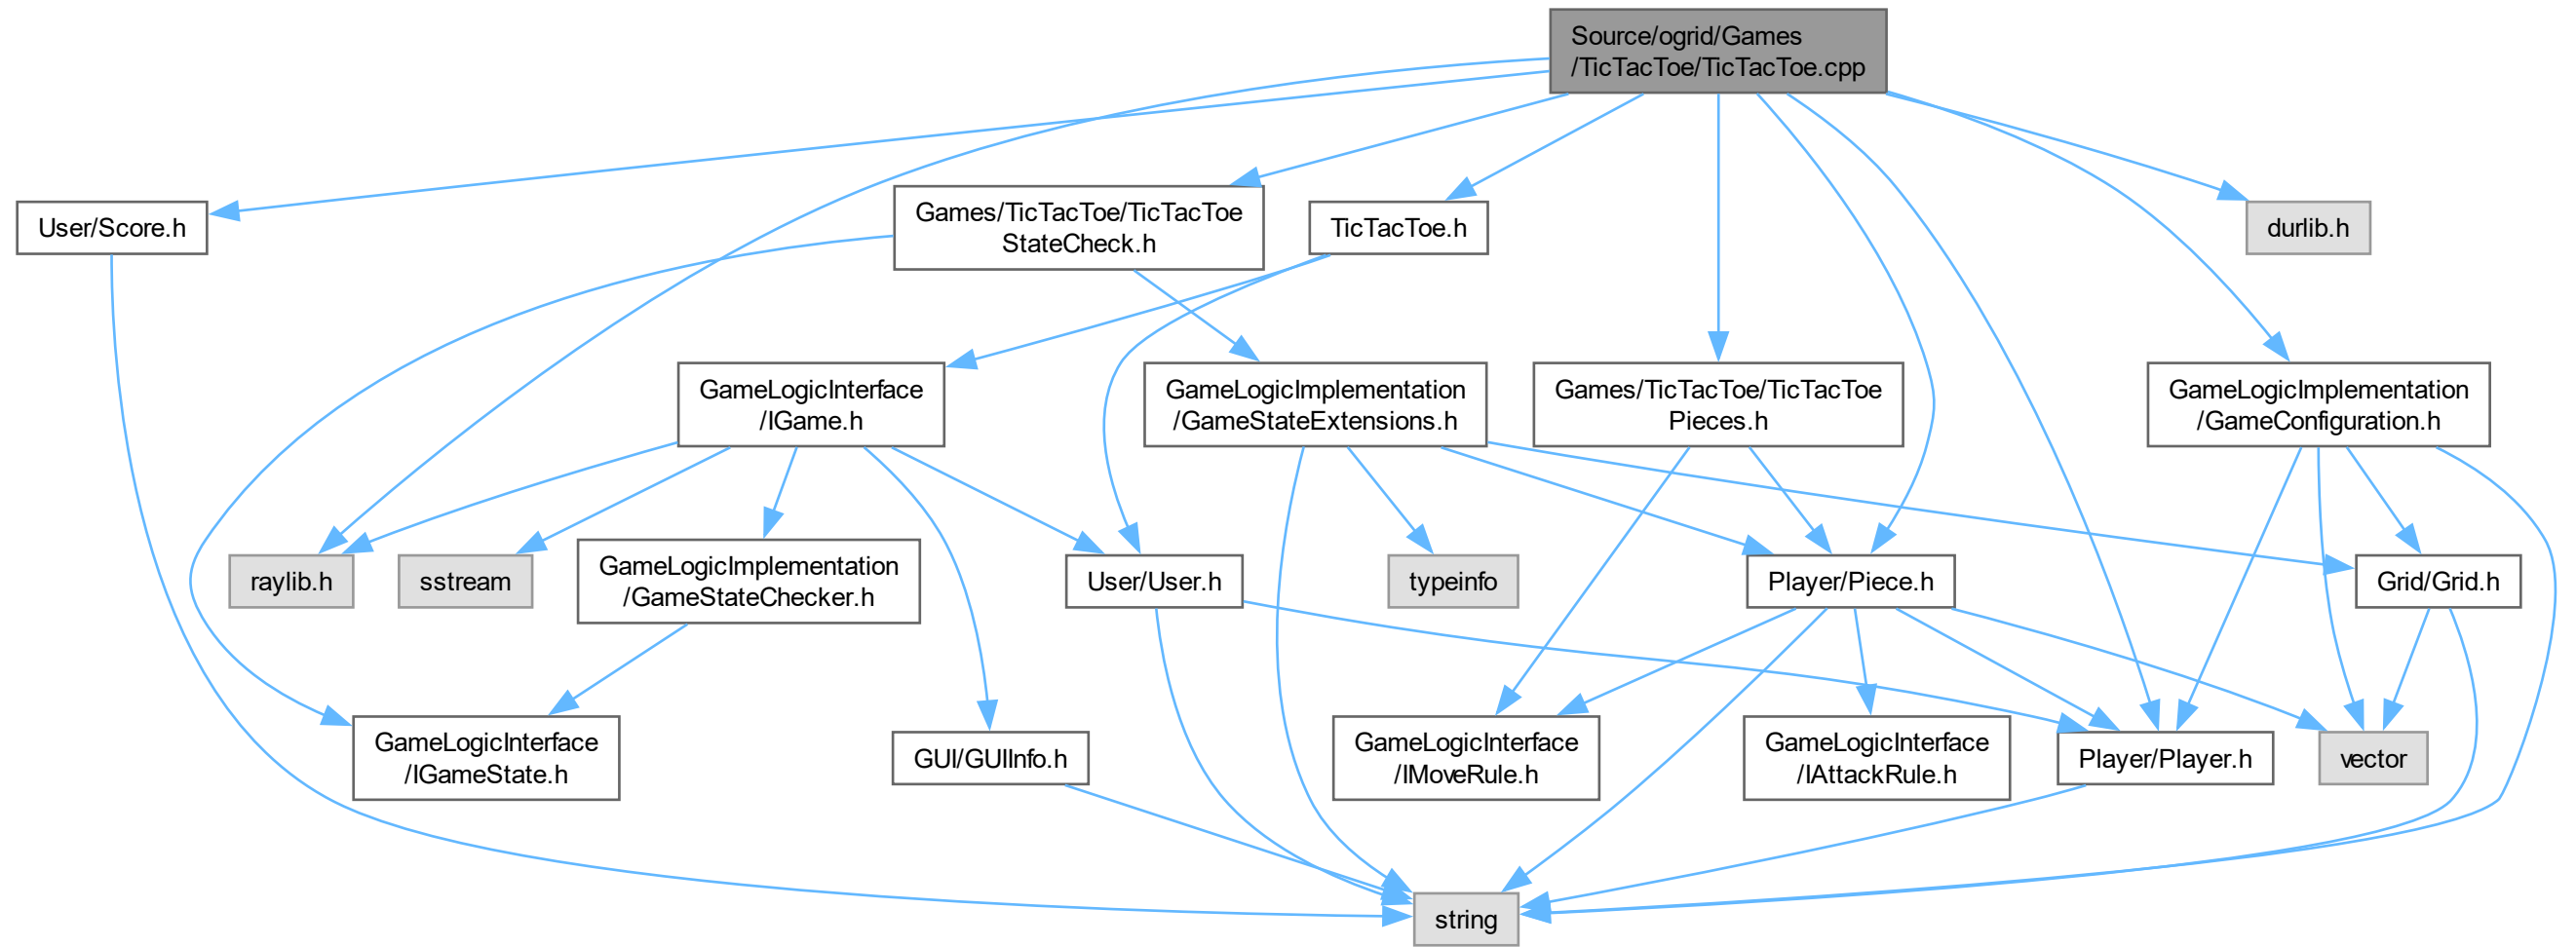 Source/ogrid/Games
/TicTacToe/TicTacToe.cpp
User/Score.h
Games/TicTacToe/TicTacToe
StateCheck.h
TicTacToe.h
durlib.h
GameLogicInterface
/IGame.h
GameLogicImplementation
/GameStateExtensions.h
Games/TicTacToe/TicTacToe
Pieces.h
GameLogicImplementation
/GameConfiguration.h
raylib.h
sstream
GameLogicImplementation
/GameStateChecker.h
User/User.h
typeinfo
Player/Piece.h
Grid/Grid.h
GameLogicInterface
/IGameState.h
GUI/GUIInfo.h
GameLogicInterface
/IMoveRule.h
GameLogicInterface
/IAttackRule.h
Player/Player.h
vector
string